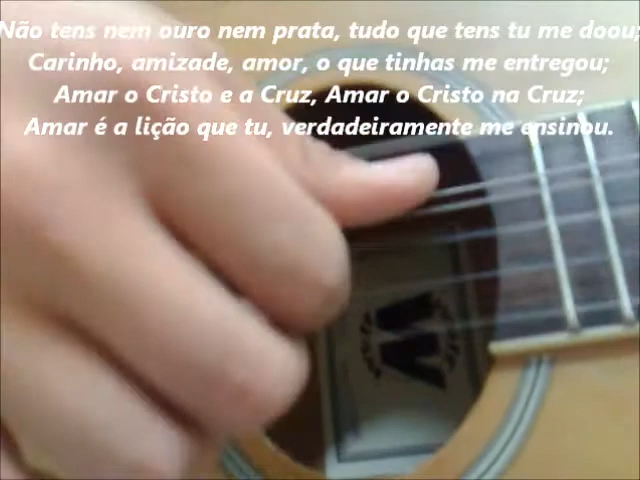 Não tens nem ouro nem prata, tudo que tens tu me doou;
Carinho, amizade, amor, o que tinhas me entregou;
Amar o Cristo e a Cruz, Amar o Cristo na Cruz;
Amar é a lição que tu, verdadeiramente me ensinou.
W